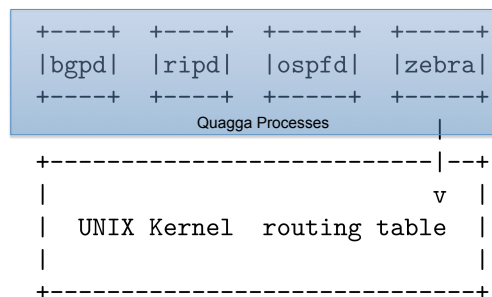 +----+ +----+ +-----+ +-----+
|bgpd| |ripd| |ospfd| |zebra|
+----+ +----+ +-----+ +-----+
Quagga Processes |
+---------------------------|--+
| v |
| UNIX Kernel routing table |
| |
+------------------------------+